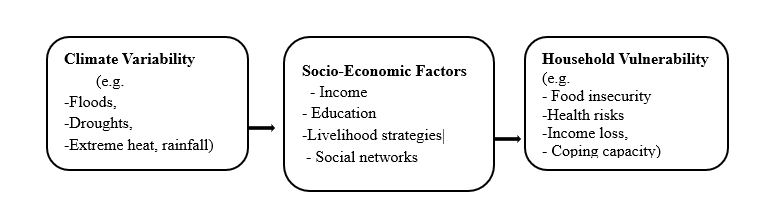 Climate Variability
(e.g.
-Floods,
-Droughts,
-Extreme heat, rainfall)
Socio-Economic Factors
- Income
- Education
-Livelihood strategies
- Social networks
Household Vulnerability
(e.g.
- Food insecurity
-Health risks
-Income loss,
- Coping capacity)